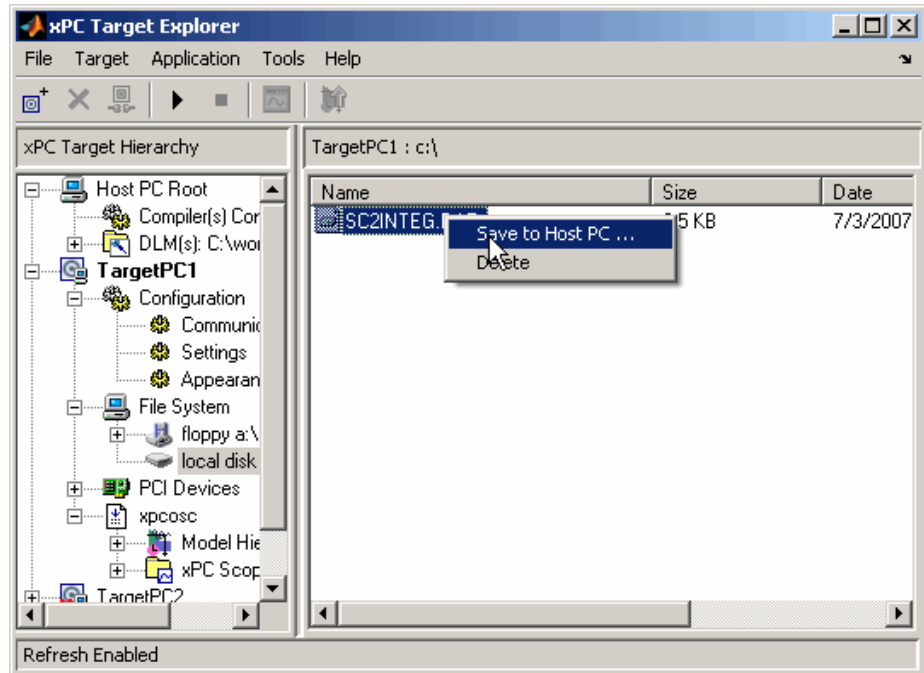 xPC Target Explorer
File Target Application Tools Help
xPC Target Hierarchy
TargetPC1 : c:\
Host PC Root
Compiler(s) Cor
DLM(s): C:\wor
TargetPC1
Configuration
Communic
Settings
Appearan
File System
floppy a:\
local disk
PCI Devices
xpcosc
Model Hie
xPC Scop
TargetPC2
Name Size Date
SC2INTEG. 5 KB 7/3/2007
Save to Host PC ...
Delete
Refresh Enabled